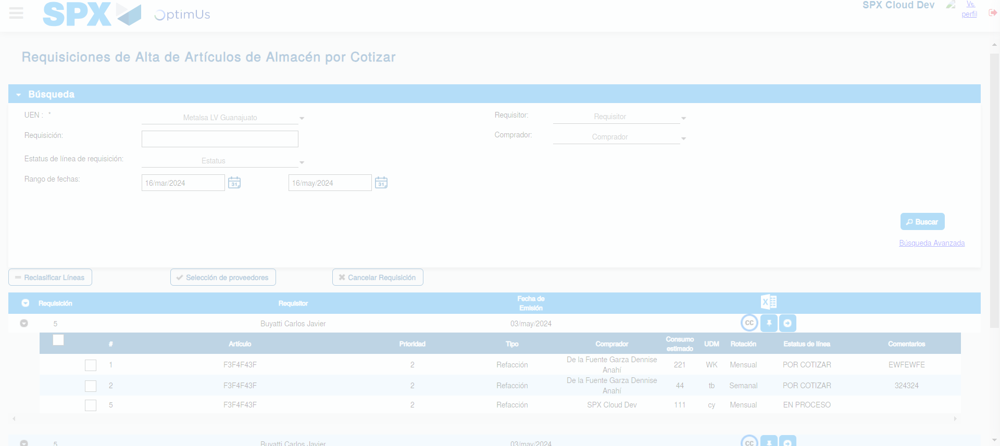 SPX OptimUs
SPX Cloud Dev
perfil
Requisiciones de Alta de Artículos de Almacén por Cotizar
Búsqueda
UEN : * Metalsa LV Guanajuato Requisitor: Requisitor
Requisición: Comprador: Comprador
Estatus de línea de requisición: Estatus
Rango de fechas: 16/mar/2024 31 16/may/2024 31
Buscar
Búsqueda Avanzada
Reclasificar Líneas Selección de proveedores Cancelar Requisición
Requisición Requisitor Fecha de Emisión X
5 Buyatti Carlos Javier 03/may/2024 CC
# Artículo Prioridad Tipo Comprador Consumo estimado UDM Rotación Estatus de línea Comentarios
1 F3F4F43F 2 Refacción De la Fuente Garza Dennise Anahí 221 WK Mensual POR COTIZAR EWFEWFE
2 F3F4F43F 2 Refacción De la Fuente Garza Dennise Anahí 44 tb Semanal POR COTIZAR 324324
5 F3F4F43F 2 Refacción SPX Cloud Dev 111 cy Mensual EN PROCESO
5 Buyatti Carlos Javier 03/may/2024 CC